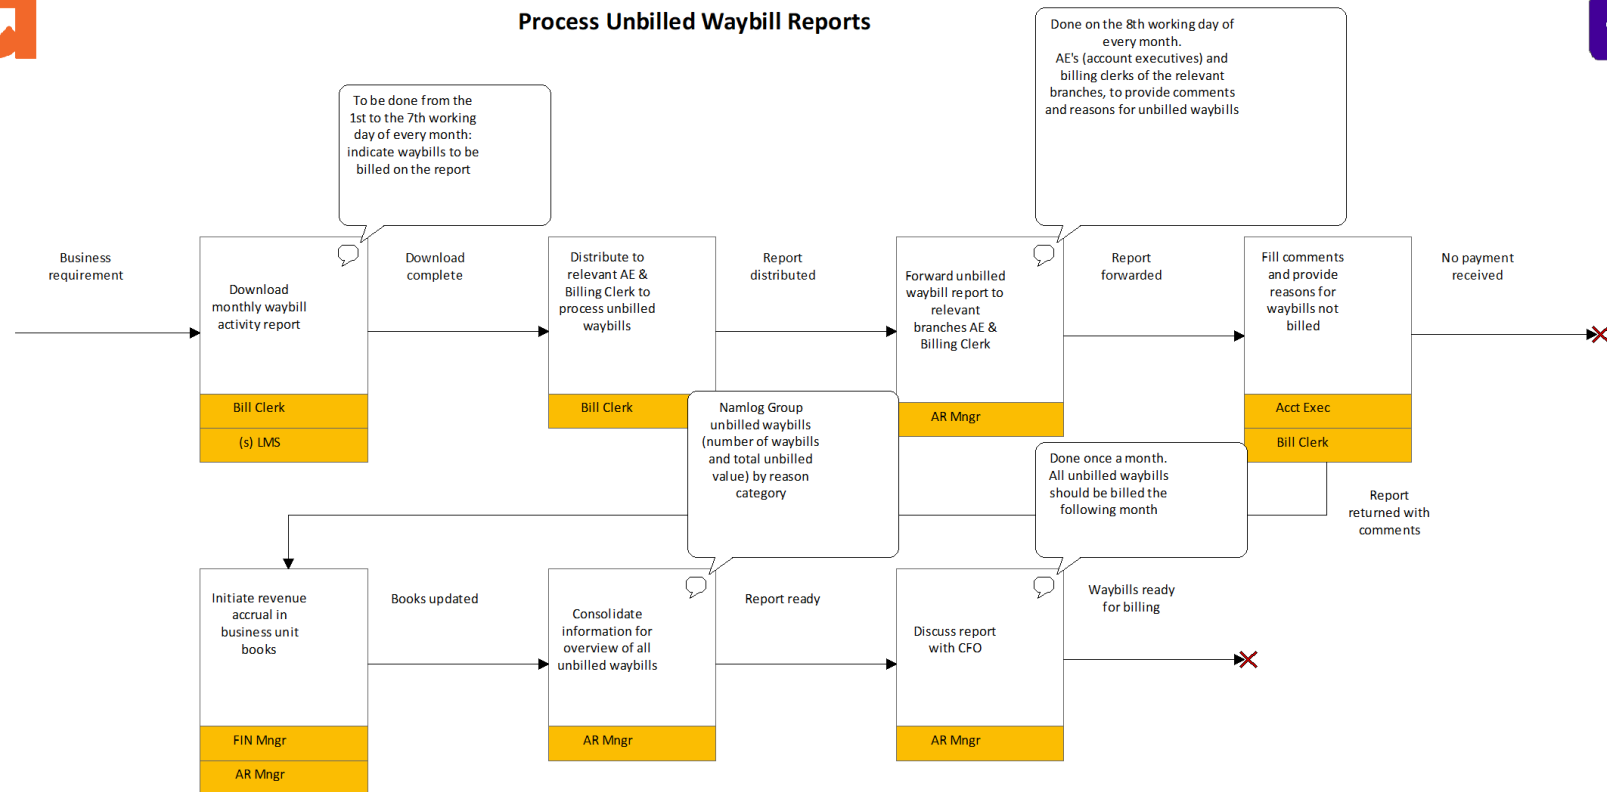 Process Unbilled Waybill Reports
Done on the 8th working day of
every month.
AE's (account executives) and
billing clerks of the relevant
branches, to provide comments
and reasons for unbilled waybills
To be done from the
1st to the 7th working
day of every month:
indicate waybills to be
billed on the report
Business
requirement
Download
monthly waybill
activity report
Bill Clerk
(s) LMS
Download
complete
Distribute to
relevant AE &
Billing Clerk to
process unbilled
waybills
Bill Clerk
Report
distributed
Forward unbilled
waybill report to
relevant
branches AE &
Billing Clerk
AR Mngr
Report
forwarded
Fill comments
and provide
reasons for
waybills not
billed
Acct Exec
Bill Clerk
No payment
received
Namlog Group
unbilled waybills
(number of waybills
and total unbilled
value) by reason
category
Done once a month.
All unbilled waybills
should be billed the
following month
Report
returned with
comments
Initiate revenue
accrual in
business unit
books
FIN Mngr
AR Mngr
Books updated
Consolidate
information for
overview of all
unbilled waybills
AR Mngr
Report ready
Discuss report
with CFO
AR Mngr
Waybills ready
for billing